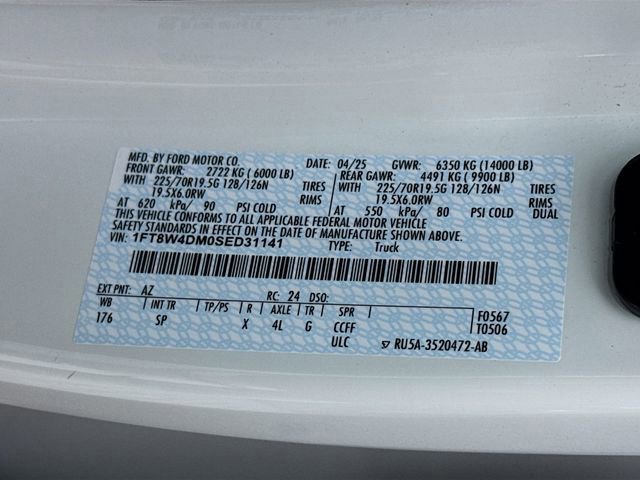 MFD. BY FORD MOTOR CO. DATE: 04/25 GVWR: 6350 KG (14000 LB)
FRONT GAWR: 2722 KG (6000 LB) REAR GAWR: 4491 KG (9900 LB)
WITH 225/70R19.5G 128/126N TIRES WITH 225/70R19.5G 128/126N TIRES
19.5X6.0RW RIMS 19.5X6.0RW RIMS
AT 620 kPa/ 90 PSI COLD AT 550 kPa/ 80 PSI COLD DUAL
THIS VEHICLE CONFORMS TO ALL APPLICABLE FEDERAL MOTOR VEHICLE
SAFETY STANDARDS IN EFFECT ON THE DATE OF MANUFACTURE SHOWN ABOVE.
VIN: 1FT8W4DM0SED31141 TYPE: Truck
EXT PNT: AZ RC: 24 DSO:
WB INT TR TP/PS R AXLE TR SPR F0567
176 SP X 4L G CCFF T0506
ULC RU5A-3520472-AB